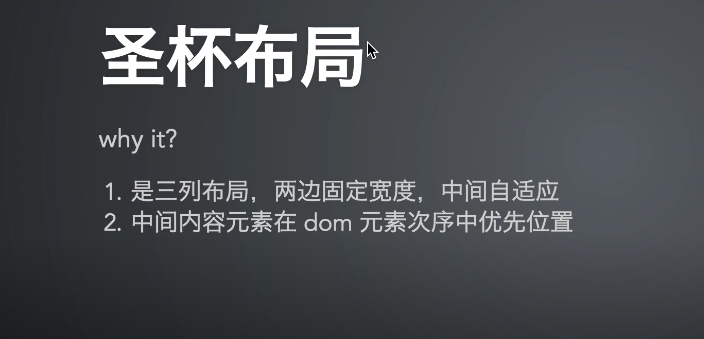 圣杯布局
why it?
1. 是三列布局，两边固定宽度，中间自适应
2. 中间内容元素在 dom 元素次序中优先位置